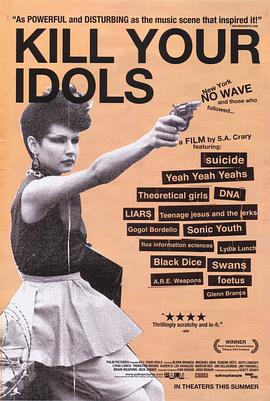 "As POWERFUL and DISTURBING as the music scene that inspired it!"
KILL YOUR
IDOLS
New York
NO WAVE
and those who
followed...
a FILM by S.A. Crary
featuring:
suicide
Yeah Yeah Yeahs
Theoretical girls
DNA
LIARS
Teenage jesus and the jerks
Gogol Bordello
Sonic Youth
flux information sciences
Lydia Lunch
Black Dice
Swans
A.R.E. Weapons
foetus
Glenn Branca
★★★★
"Thrillingly scratchy and lo-fi."
WINNER
IN THEATERS THIS SUMMER